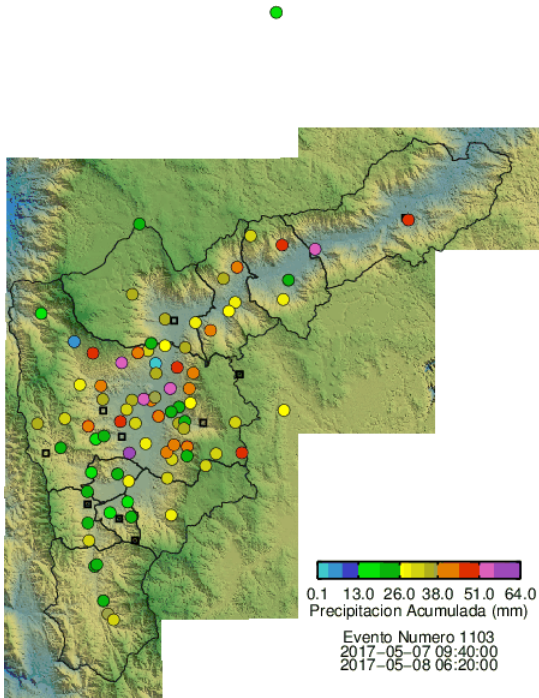 0.1 13.0 26.0 38.0 51.0 64.0
Precipitacion Acumulada (mm)
Evento Numero 1103
2017-05-07 09:40:00
2017-05-08 06:20:00